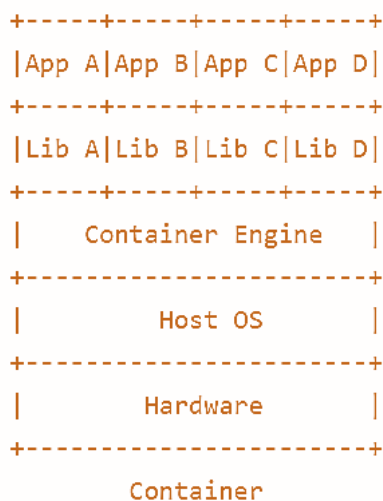 +-----+-----+-----+-----+
|App A|App B|App C|App D|
+-----+-----+-----+-----+
|Lib A|Lib B|Lib C|Lib D|
+-----+-----+-----+-----+
|    Container Engine   |
+-----------------------+
|         Host OS       |
+-----------------------+
|        Hardware       |
+-----------------------+
        Container